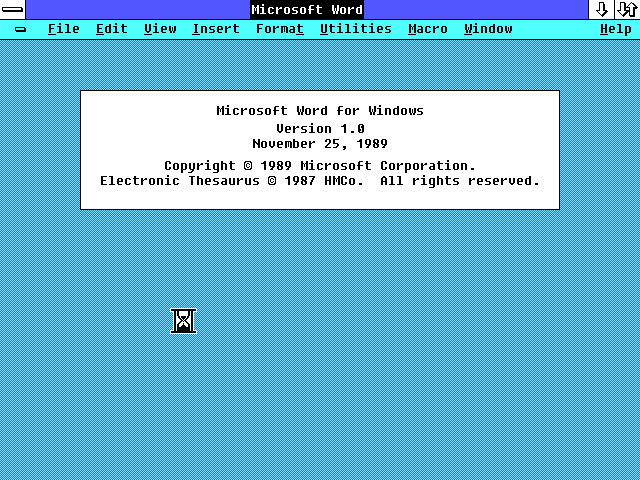 Microsoft Word
File Edit View Insert Format Utilities Macro Window Help
Microsoft Word for Windows
Version 1.0
November 25, 1989
Copyright © 1989 Microsoft Corporation.
Electronic Thesaurus © 1987 HMCo. All rights reserved.